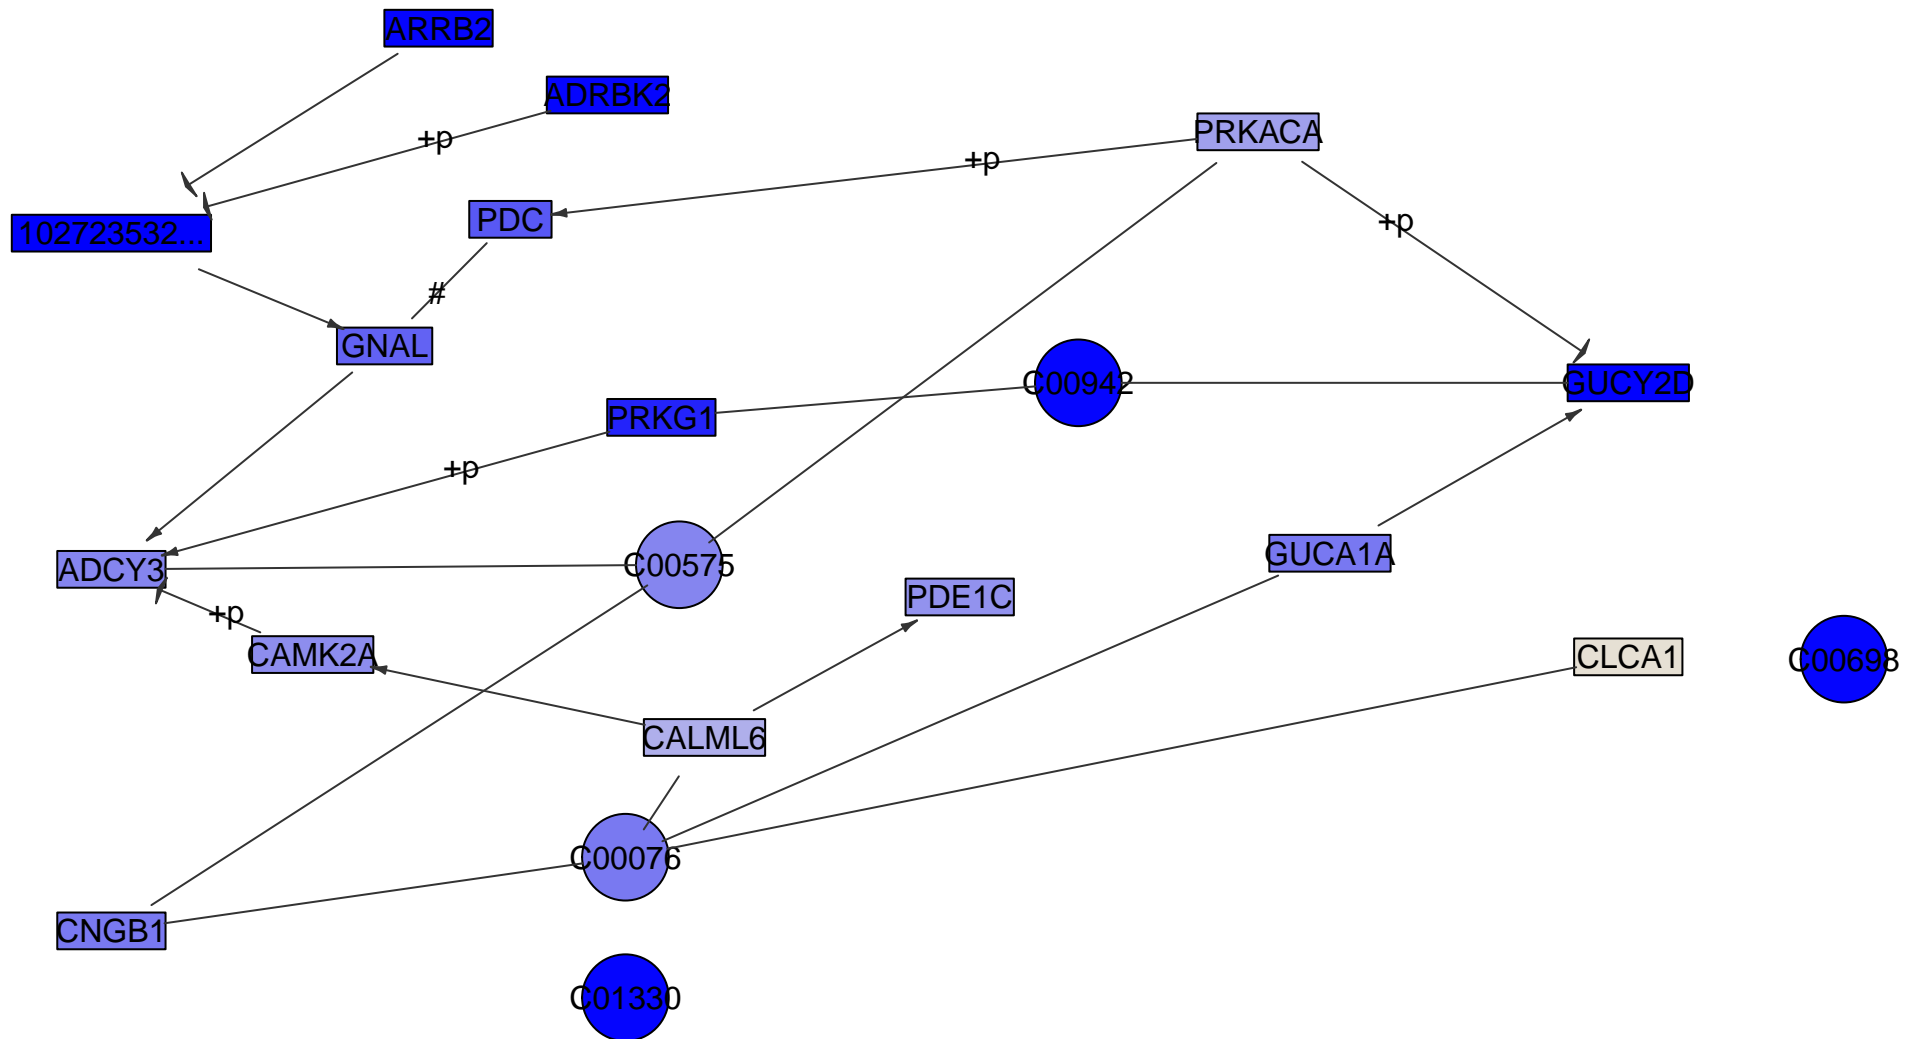 ARRB2
ADRBK2
PRKACA
+p
+p
PDC
+p
102723532...
#
GNAL
C00942
GUCY2D
PRKG1
+p
ADCY3
C00575
GUCA1A
PDE1C
+p
CAMK2A
CLCA1
C00698
CALML6
C00076
CNGB1
C01330